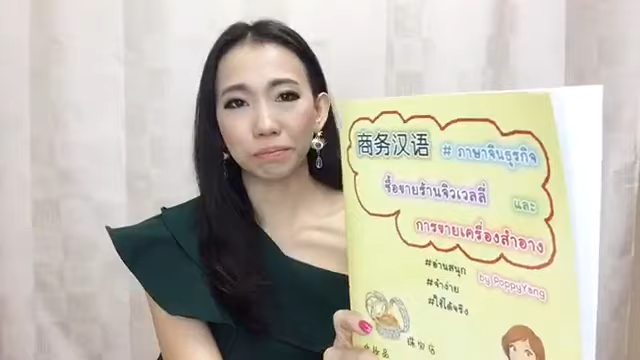 商务汉语 # ภาษาจีนธุรกิจ
ซื้อขายร้านจิวเวลลี่ และ
การขายเครื่องสำอาง
#อ่านสนุก
#จำง่าย
#ใช้ได้จริง
by PoppyYang